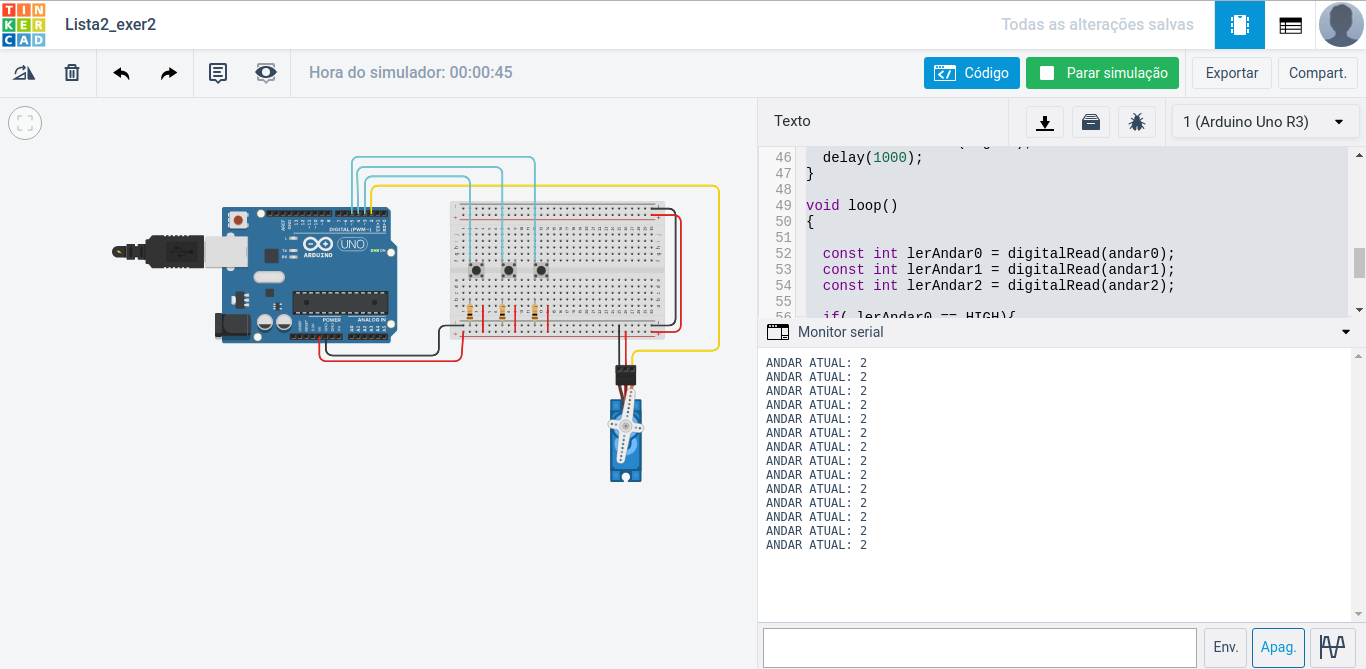 TIN
KER
CAD
Lista2_exer2
Todas as alterações salvas
Hora do simulador: 00:00:45
Código
Parar simulação
Exportar
Compart.
Texto
1 (Arduino Uno R3)
46 delay(1000);
47 }
48
49 void loop()
50 {
51
52 const int lerAndar0 = digitalRead(andar0);
53 const int lerAndar1 = digitalRead(andar1);
54 const int lerAndar2 = digitalRead(andar2);
55
56 if( lerAndar0 == HIGH){
Monitor serial
ANDAR ATUAL: 2
ANDAR ATUAL: 2
ANDAR ATUAL: 2
ANDAR ATUAL: 2
ANDAR ATUAL: 2
ANDAR ATUAL: 2
ANDAR ATUAL: 2
ANDAR ATUAL: 2
ANDAR ATUAL: 2
ANDAR ATUAL: 2
ANDAR ATUAL: 2
ANDAR ATUAL: 2
ANDAR ATUAL: 2
ANDAR ATUAL: 2
Env.
Apag.
DIGITAL (PWM~)
UNO
ARDUINO
POWER
ANALOG IN